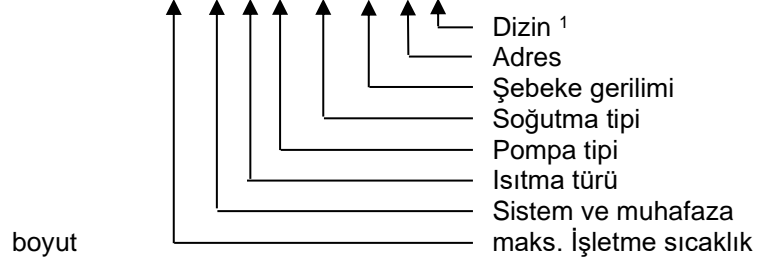 Dizin ¹
Adres
Şebeke gerilimi
Soğutma tipi
Pompa tipi
Isıtma türü
Sistem ve muhafaza
boyut maks. İşletme sıcaklık